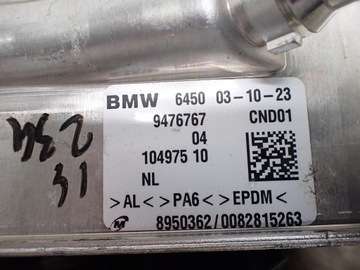 BMW 6450 03-10-23
9476767 CND01
04
104975 10
NL
>AL< >PA6< >EPDM<
8950362/0082815263